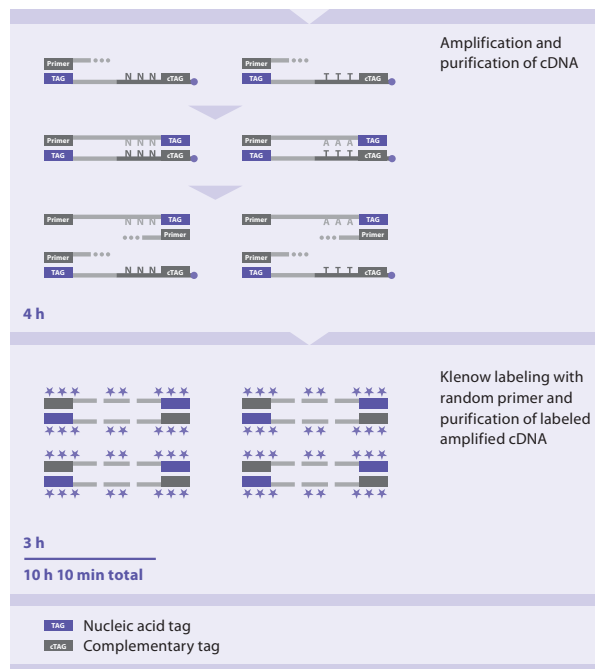 Amplification and
purification of cDNA
Primer Primer
TAG N N N cTAG TAG T T T cTAG
Primer N N N TAG Primer A A A TAG
TAG N N N cTAG TAG T T T cTAG
Primer N N N TAG Primer A A A TAG
Primer Primer
Primer Primer
TAG N N N cTAG TAG T T T cTAG
4 h
Klenow labeling with
random primer and
purification of labeled
amplified cDNA
3 h
10 h 10 min total
TAG Nucleic acid tag
cTAG Complementary tag